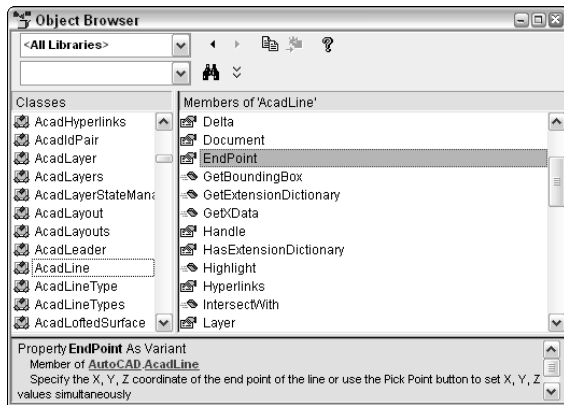 Object Browser
<All Libraries>
Classes
Members of 'AcadLine'
AcadHyperlinks
AcadIdPair
AcadLayer
AcadLayers
AcadLayerStateMana
AcadLayout
AcadLayouts
AcadLeader
AcadLine
AcadLineType
AcadLineTypes
AcadLoftedSurface
Delta
Document
EndPoint
GetBoundingBox
GetExtensionDictionary
GetXData
Handle
HasExtensionDictionary
Highlight
Hyperlinks
IntersectWith
Layer
Property EndPoint As Variant
Member of AutoCAD.AcadLine
Specify the X, Y, Z coordinate of the end point of the line or use the Pick Point button to set X, Y, Z
values simultaneously